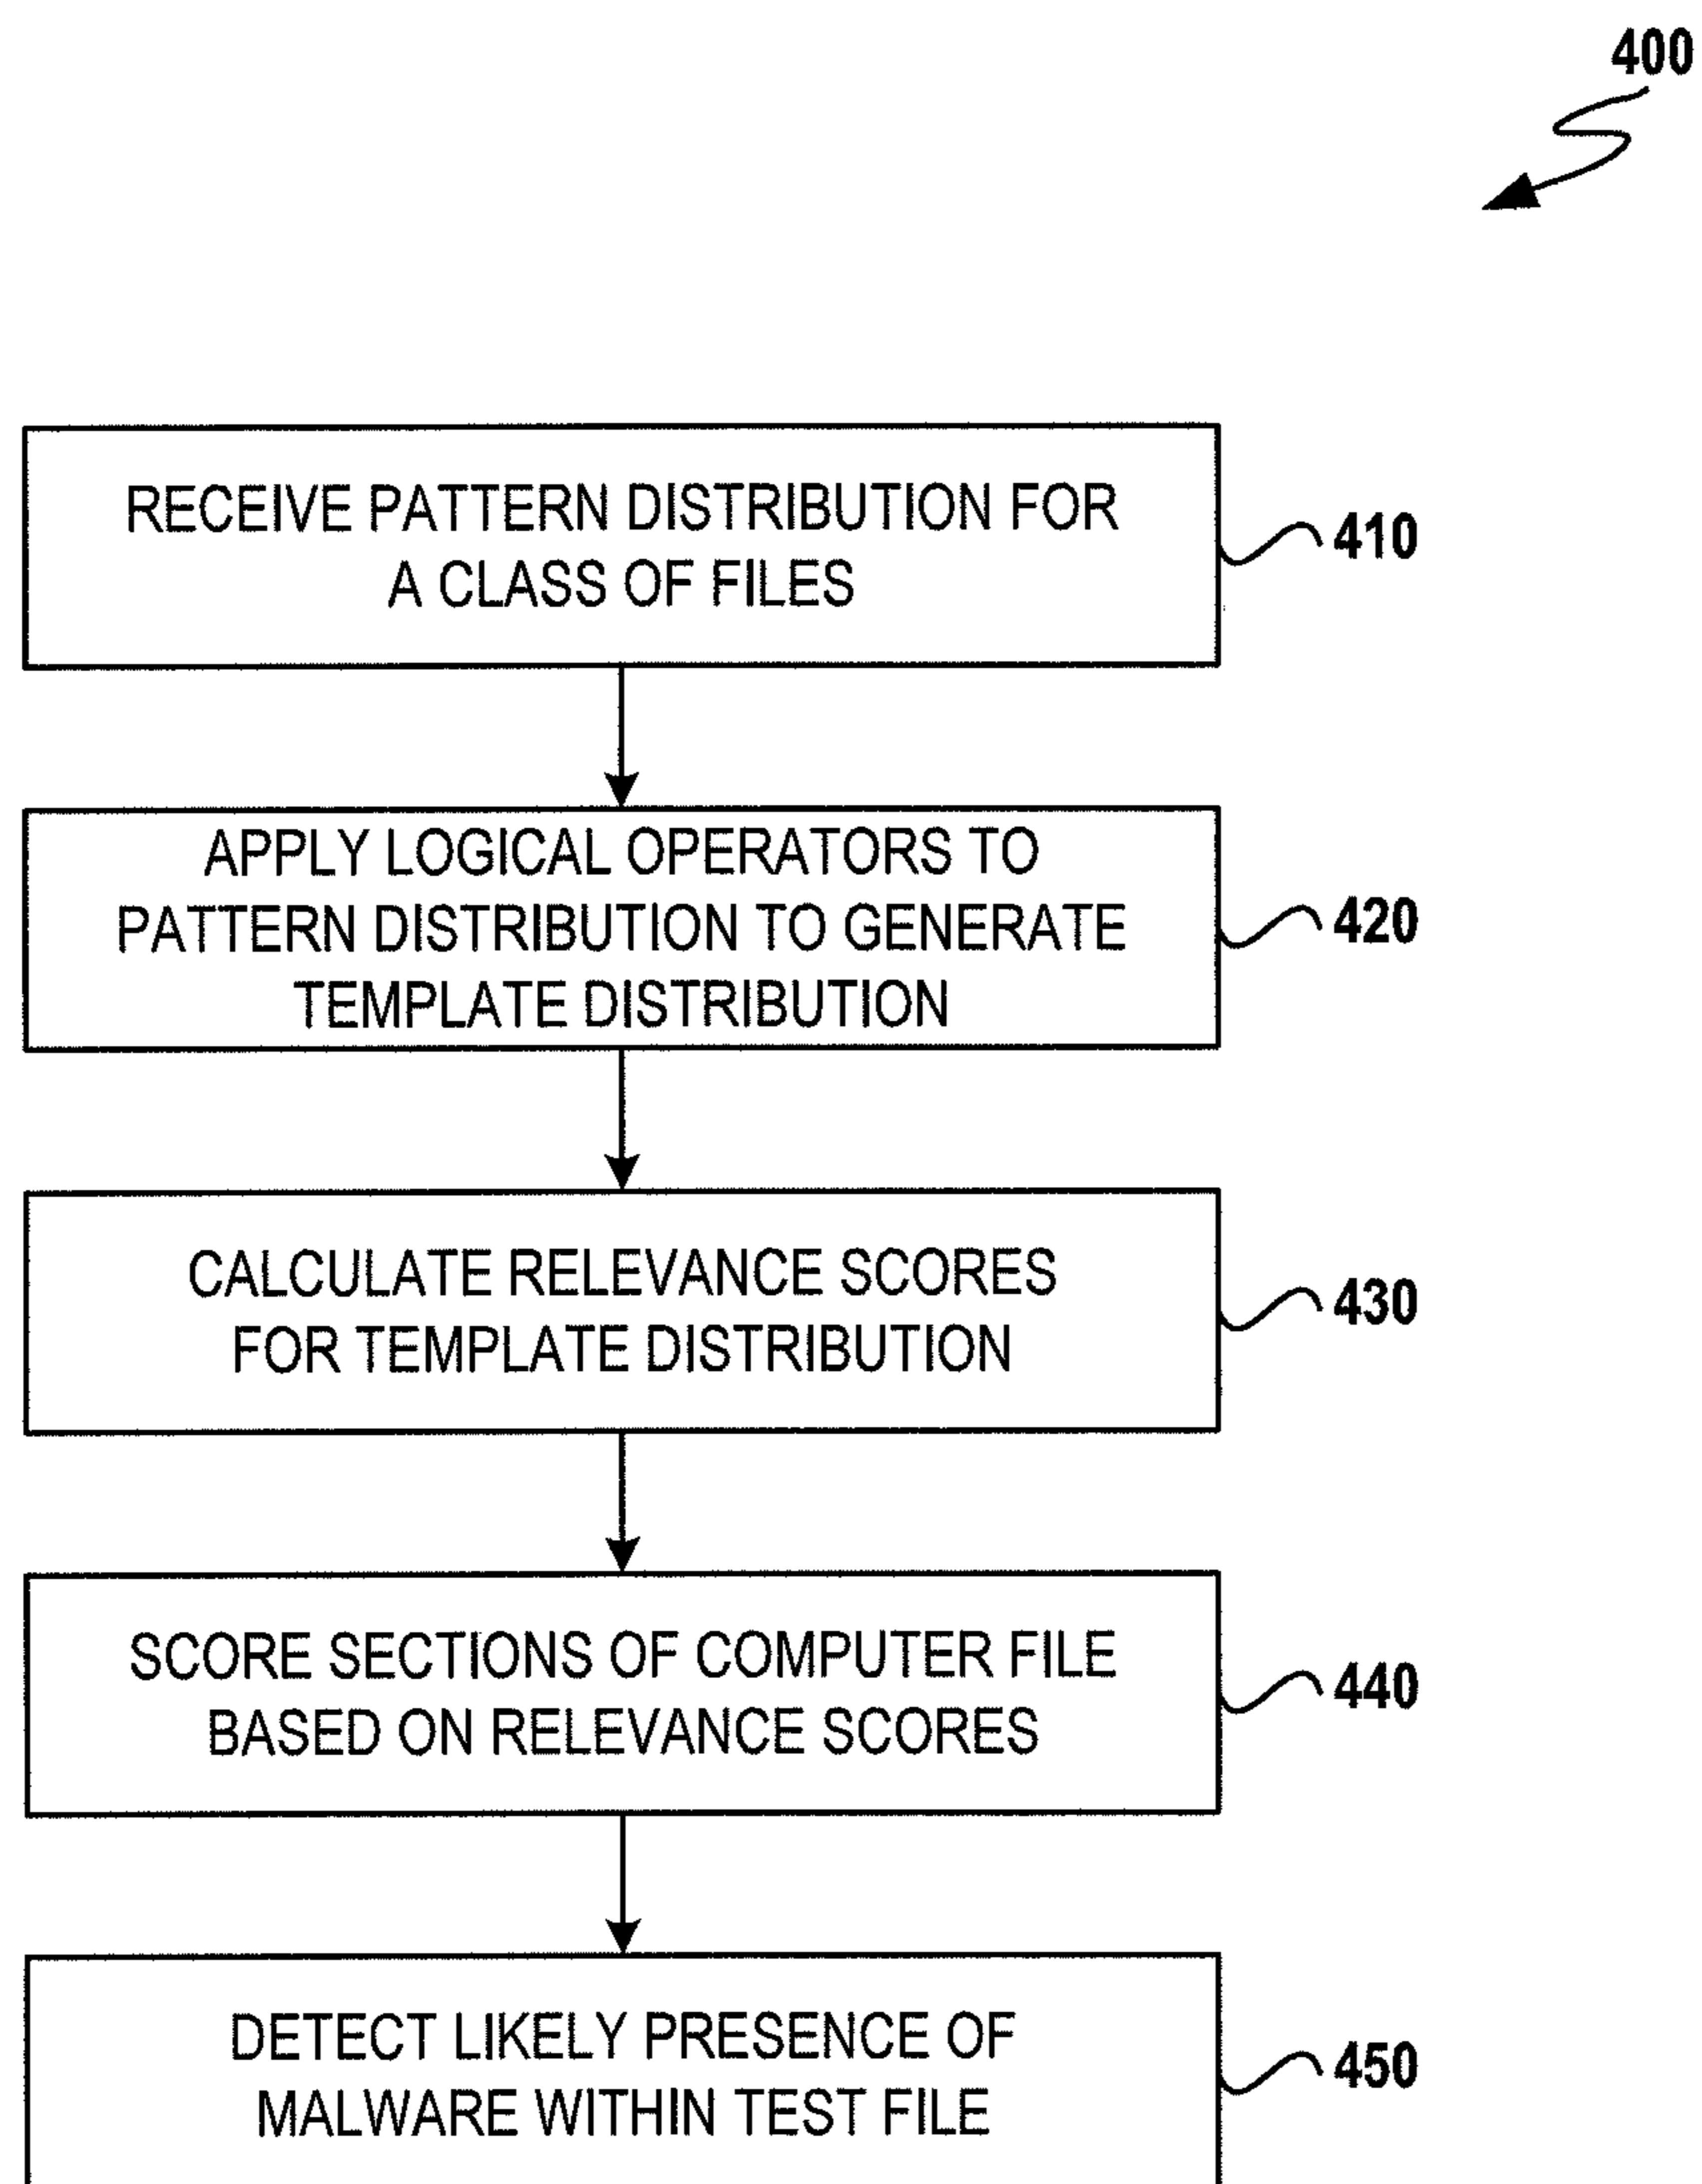 400
RECEIVE PATTERN DISTRIBUTION FOR
A CLASS OF FILES
410
APPLY LOGICAL OPERATORS TO
PATTERN DISTRIBUTION TO GENERATE
TEMPLATE DISTRIBUTION
420
CALCULATE RELEVANCE SCORES
FOR TEMPLATE DISTRIBUTION
430
SCORE SECTIONS OF COMPUTER FILE
BASED ON RELEVANCE SCORES
440
DETECT LIKELY PRESENCE OF
MALWARE WITHIN TEST FILE
450